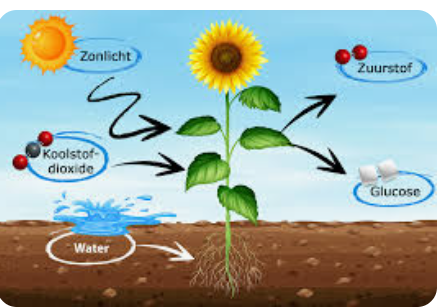 Zonlicht
Zuurstof
Koolstof-
dioxide
Glucose
Water